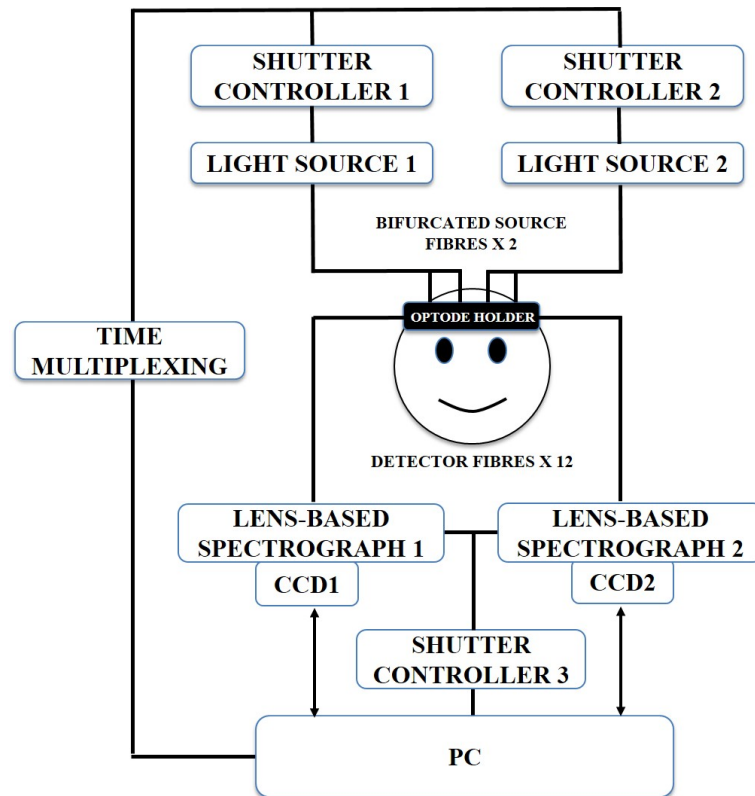 SHUTTER
CONTROLLER 1
SHUTTER
CONTROLLER 2
LIGHT SOURCE 1
LIGHT SOURCE 2
BIFURCATED SOURCE
FIBRES X 2
OPTODE HOLDER
TIME
MULTIPLEXING
DETECTOR FIBRES X 12
LENS-BASED
SPECTROGRAPH 1
LENS-BASED
SPECTROGRAPH 2
CCD1
CCD2
SHUTTER
CONTROLLER 3
PC